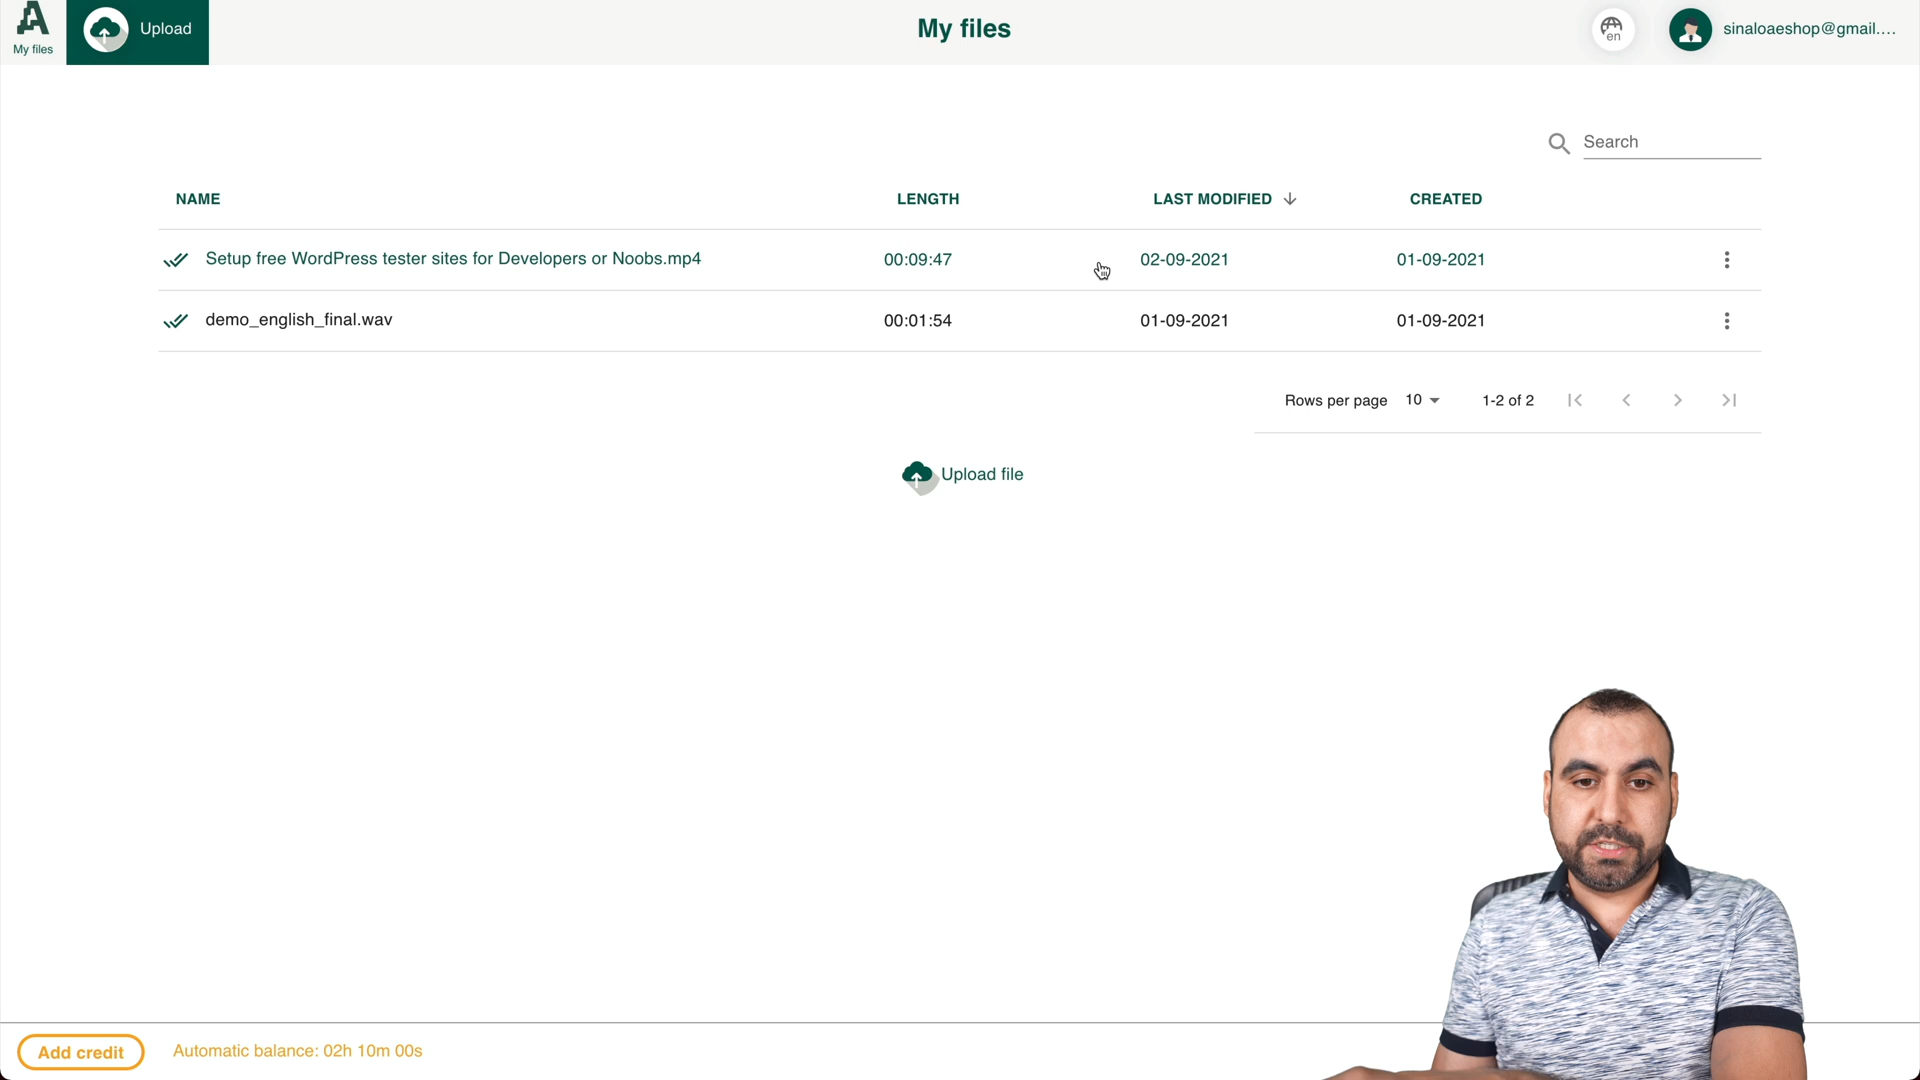 My files
Upload
My files
en
sinaloaeshop@gmail....
Search
NAME LENGTH LAST MODIFIED CREATED
Setup free WordPress tester sites for Developers or Noobs.mp4 00:09:47 02-09-2021 01-09-2021
demo_english_final.wav 00:01:54 01-09-2021 01-09-2021
Rows per page 10 1-2 of 2
Upload file
Add credit Automatic balance: 02h 10m 00s